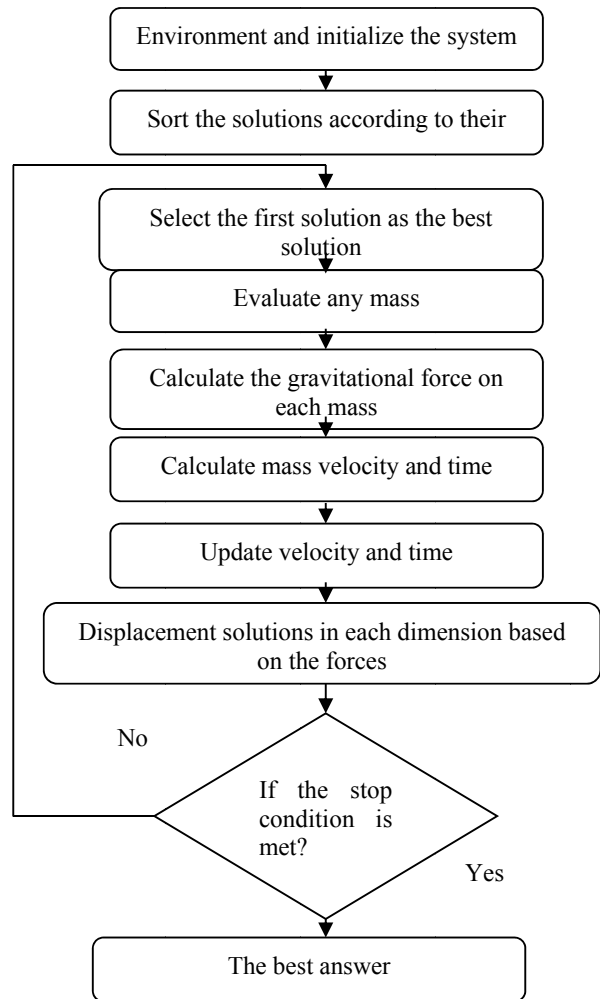 Environment and initialize the system
Sort the solutions according to their
Select the first solution as the best
solution
Evaluate any mass
Calculate the gravitational force on
each mass
Calculate mass velocity and time
Update velocity and time
Displacement solutions in each dimension based
on the forces
No
If the stop
condition is
met?
Yes
The best answer